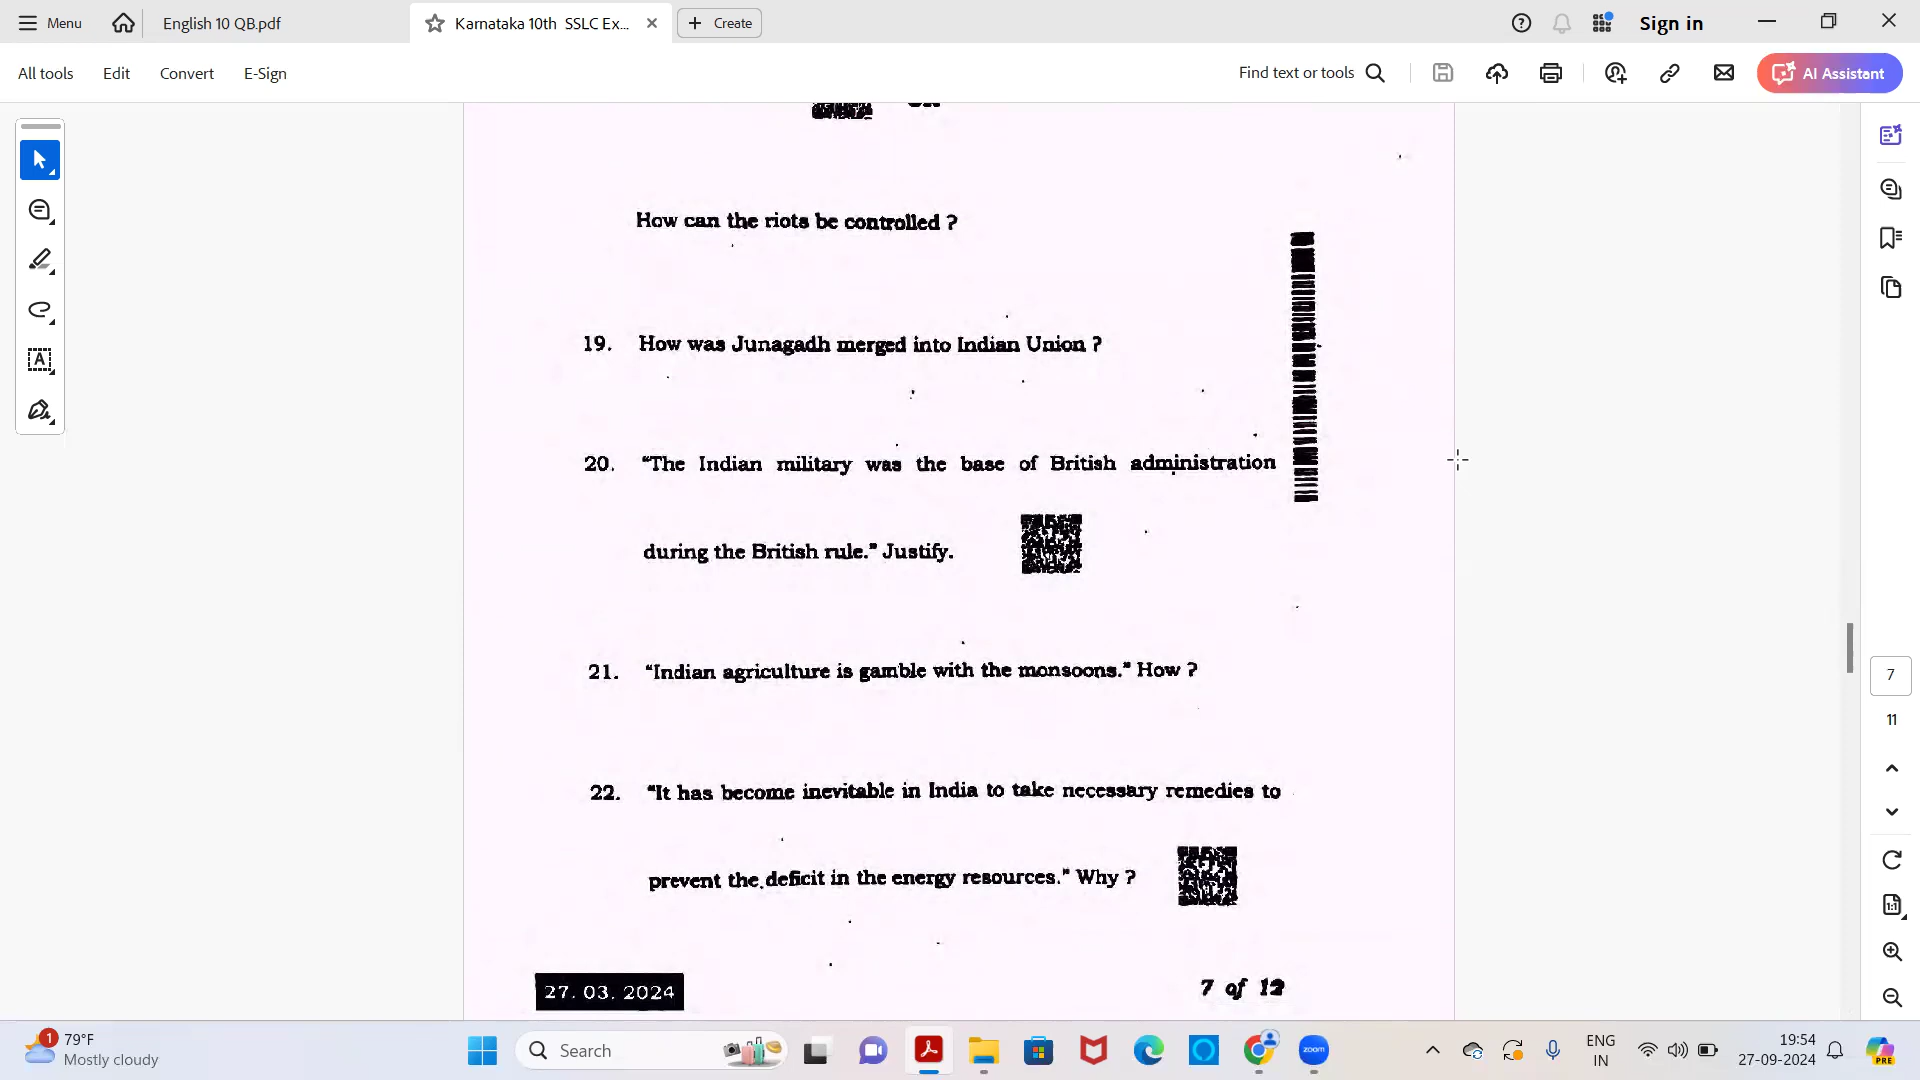 Menu
English 10 QB.pdf
Karnataka 10th SSLC Ex...
Create
Sign in
All tools
Edit
Convert
E-Sign
Find text or tools
AI Assistant
How can the riots be controlled ?
19. How was Junagadh merged into Indian Union ?
20. “The Indian military was the base of British administration
during the British rule.” Justify.
21. “Indian agriculture is gamble with the monsoons.” How ?
22. “It has become inevitable in India to take necessary remedies to
prevent the deficit in the energy resources.” Why ?
27. 03. 2024
7 of 12
7
11
1
79°F
Mostly cloudy
Search
zoom
ENG
IN
19:54
27-09-2024
PRE